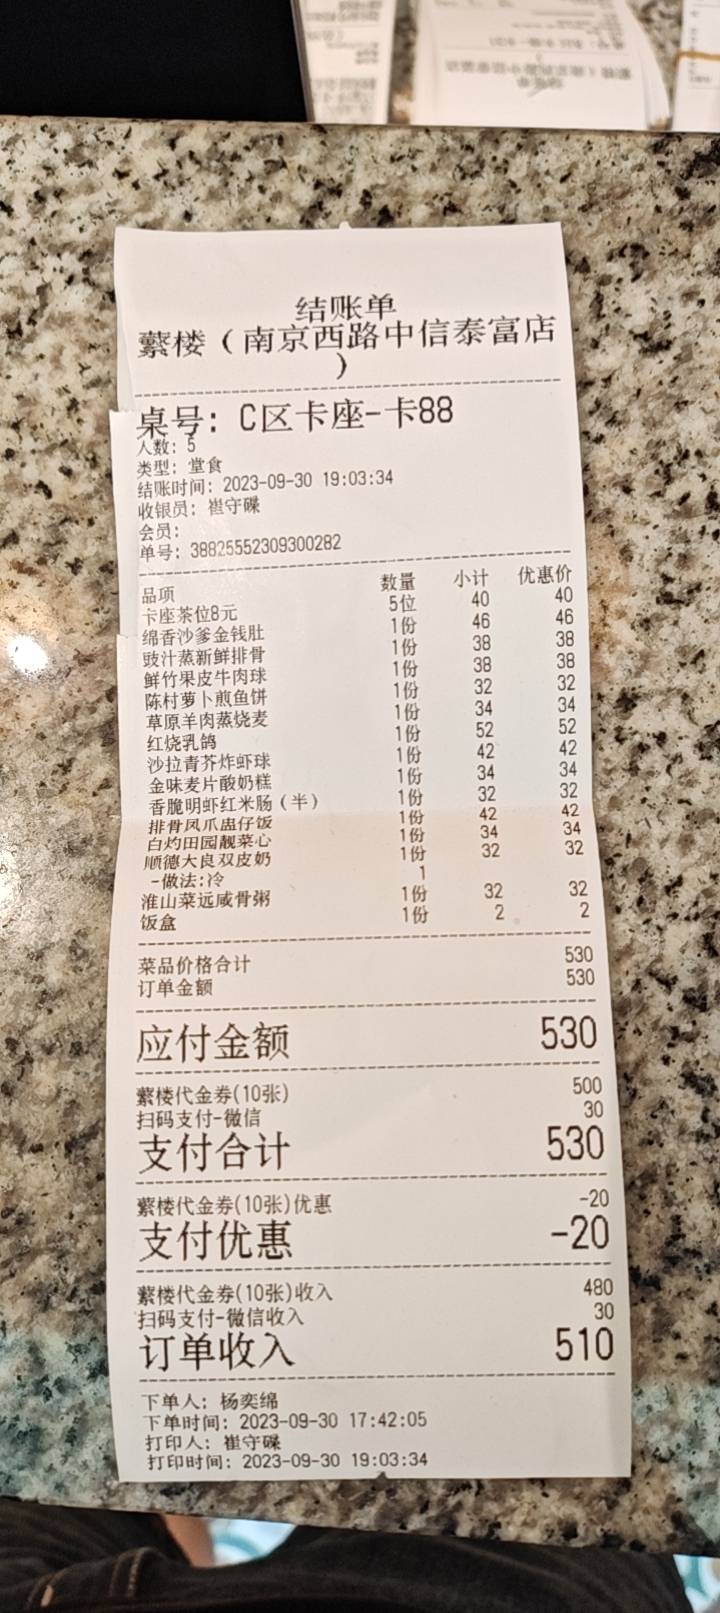 结账单
蘩楼（南京西路中信泰富店
）
桌号: C区卡座-卡88
人数: 5
类型: 堂食
结账时间: 2023-09-30 19:03:34
收银员: 崔守碟
会员:
单号: 38825552309300282
品项 数量 小计 优惠价
卡座茶位8元 5位 40 40
绵香沙爹金钱肚 1份 46 46
豉汁蒸新鲜排骨 1份 38 38
鲜竹果皮牛肉球 1份 38 38
陈村萝卜煎鱼饼 1份 32 32
草原羊肉蒸烧麦 1份 34 34
红烧乳鸽 1份 52 52
沙拉青芥炸虾球 1份 42 42
金味麦片酸奶糕 1份 34 34
香脆明虾红米肠（半） 1份 32 32
排骨凤爪盅仔饭 1份 42 42
白灼田园靓菜心 1份 34 34
顺德大良双皮奶 1份 32 32
-做法:冷 1
淮山菜远咸骨粥 1份 32 32
饭盒 1份 2 2
菜品价格合计 530
订单金额 530
应付金额 530
蘩楼代金券(10张) 500
扫码支付-微信 30
支付合计 530
蘩楼代金券(10张)优惠 -20
支付优惠 -20
蘩楼代金券(10张)收入 480
扫码支付-微信收入 30
订单收入 510
下单人: 杨奕绵
下单时间: 2023-09-30 17:42:05
打印人: 崔守碟
打印时间: 2023-09-30 19:03:34